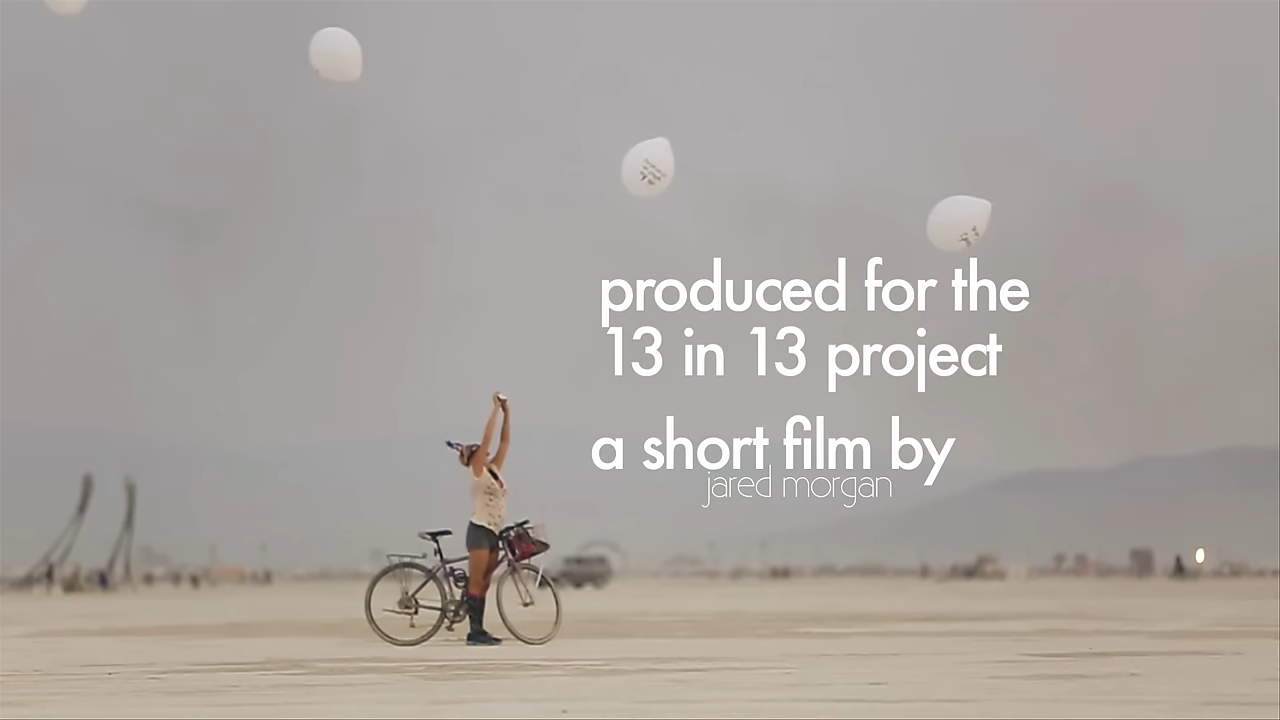 produced for the
13 in 13 project
a short film by
jared morgan